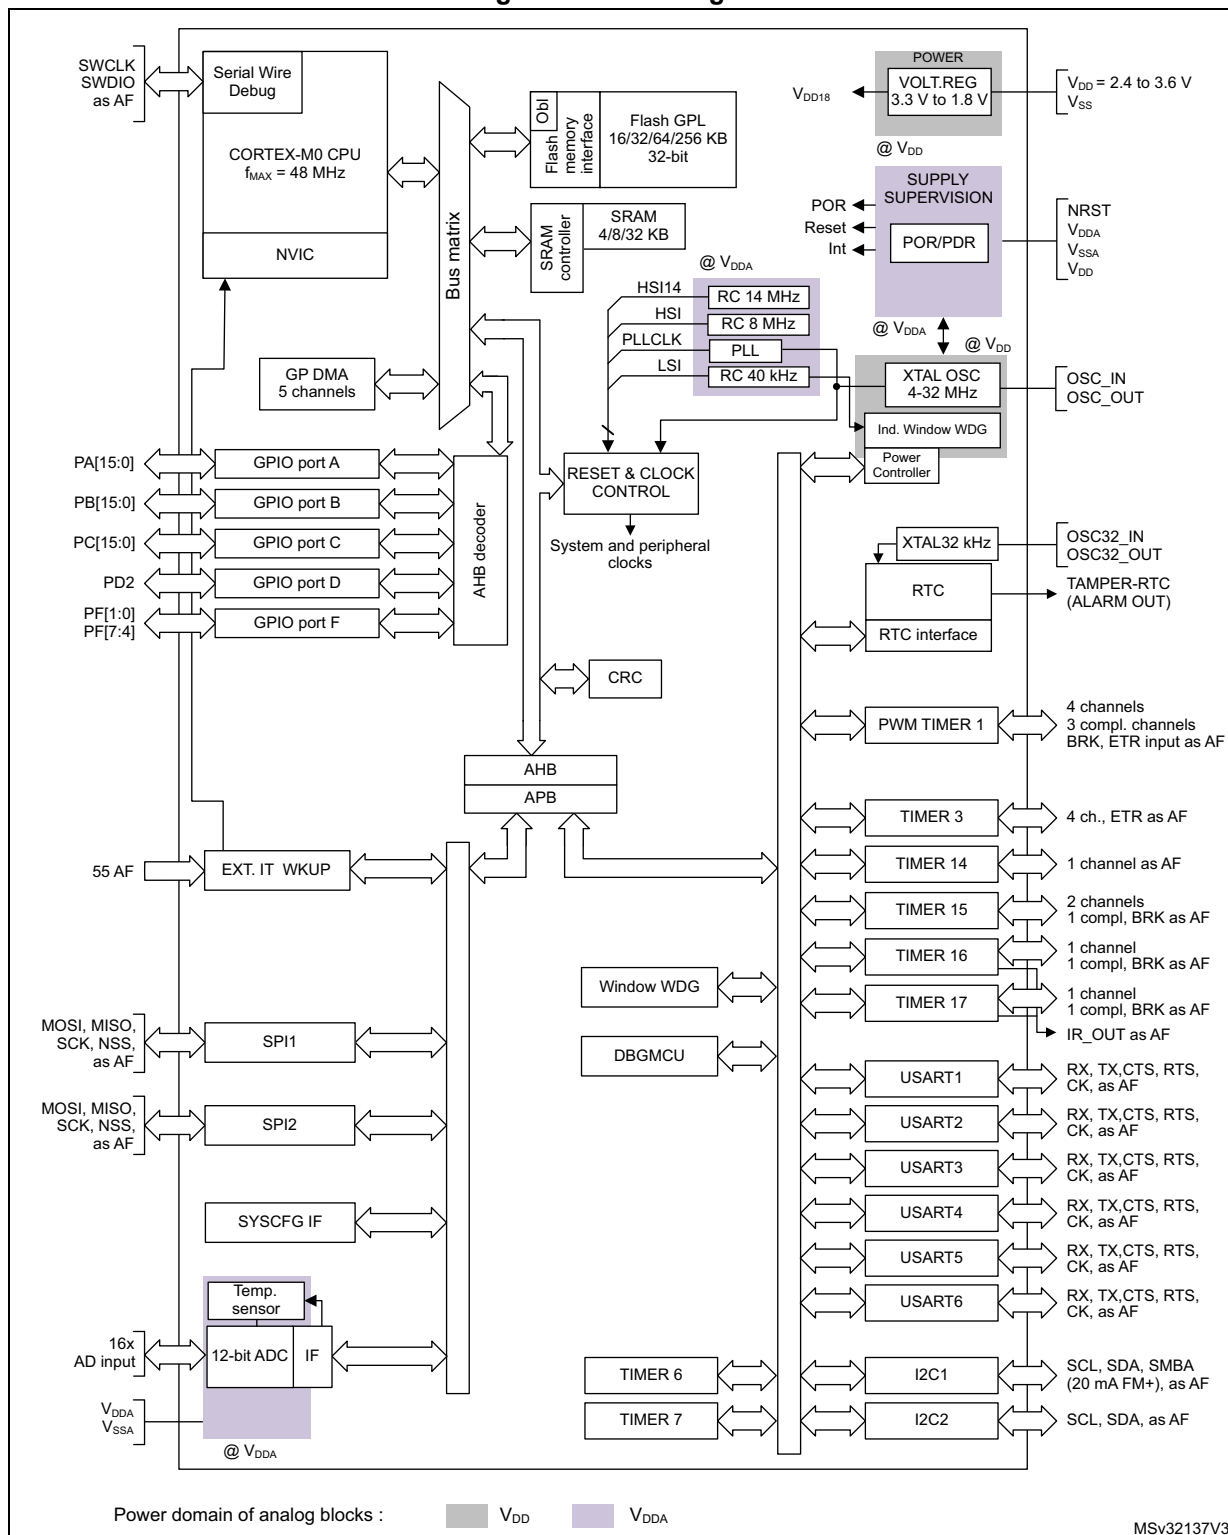 SWCLK
SWDIO
as AF
Serial Wire
Debug
CORTEX-M0 CPU
fMAX = 48 MHz
NVIC
Bus matrix
Obl
Flash
memory
interface
Flash GPL
16/32/64/256 KB
32-bit
SRAM
controller
SRAM
4/8/32 KB
POWER
VOLT.REG
3.3 V to 1.8 V
VDD18
VDD = 2.4 to 3.6 V
VSS
@ VDD
SUPPLY
SUPERVISION
POR
Reset
Int
POR/PDR
NRST
VDDA
VSSA
VDD
@ VDDA
HSI14
RC 14 MHz
HSI
RC 8 MHz
PLLCLK
PLL
LSI
RC 40 kHz
@ VDDA
@ VDD
XTAL OSC
4-32 MHz
OSC_IN
OSC_OUT
Ind. Window WDG
Power
Controller
GP DMA
5 channels
PA[15:0]
GPIO port A
PB[15:0]
GPIO port B
PC[15:0]
GPIO port C
PD2
GPIO port D
PF[1:0]
PF[7:4]
GPIO port F
AHB decoder
RESET & CLOCK
CONTROL
System and peripheral
clocks
XTAL32 kHz
OSC32_IN
OSC32_OUT
RTC
TAMPER-RTC
(ALARM OUT)
RTC interface
CRC
AHB
APB
PWM TIMER 1
4 channels
3 compl. channels
BRK, ETR input as AF
TIMER 3
4 ch., ETR as AF
55 AF
EXT. IT WKUP
TIMER 14
1 channel as AF
TIMER 15
2 channels
1 compl, BRK as AF
TIMER 16
1 channel
1 compl, BRK as AF
Window WDG
TIMER 17
1 channel
1 compl, BRK as AF
IR_OUT as AF
MOSI, MISO,
SCK, NSS,
as AF
SPI1
DBGMCU
USART1
RX, TX,CTS, RTS,
CK, as AF
MOSI, MISO,
SCK, NSS,
as AF
SPI2
USART2
RX, TX,CTS, RTS,
CK, as AF
USART3
RX, TX,CTS, RTS,
CK, as AF
SYSCFG IF
USART4
RX, TX,CTS, RTS,
CK, as AF
USART5
RX, TX,CTS, RTS,
CK, as AF
USART6
RX, TX,CTS, RTS,
CK, as AF
Temp.
sensor
16x
AD input
12-bit ADC
IF
TIMER 6
I2C1
SCL, SDA, SMBA
(20 mA FM+), as AF
VDDA
VSSA
@ VDDA
TIMER 7
I2C2
SCL, SDA, as AF
Power domain of analog blocks :
VDD
VDDA
MSv32137V3